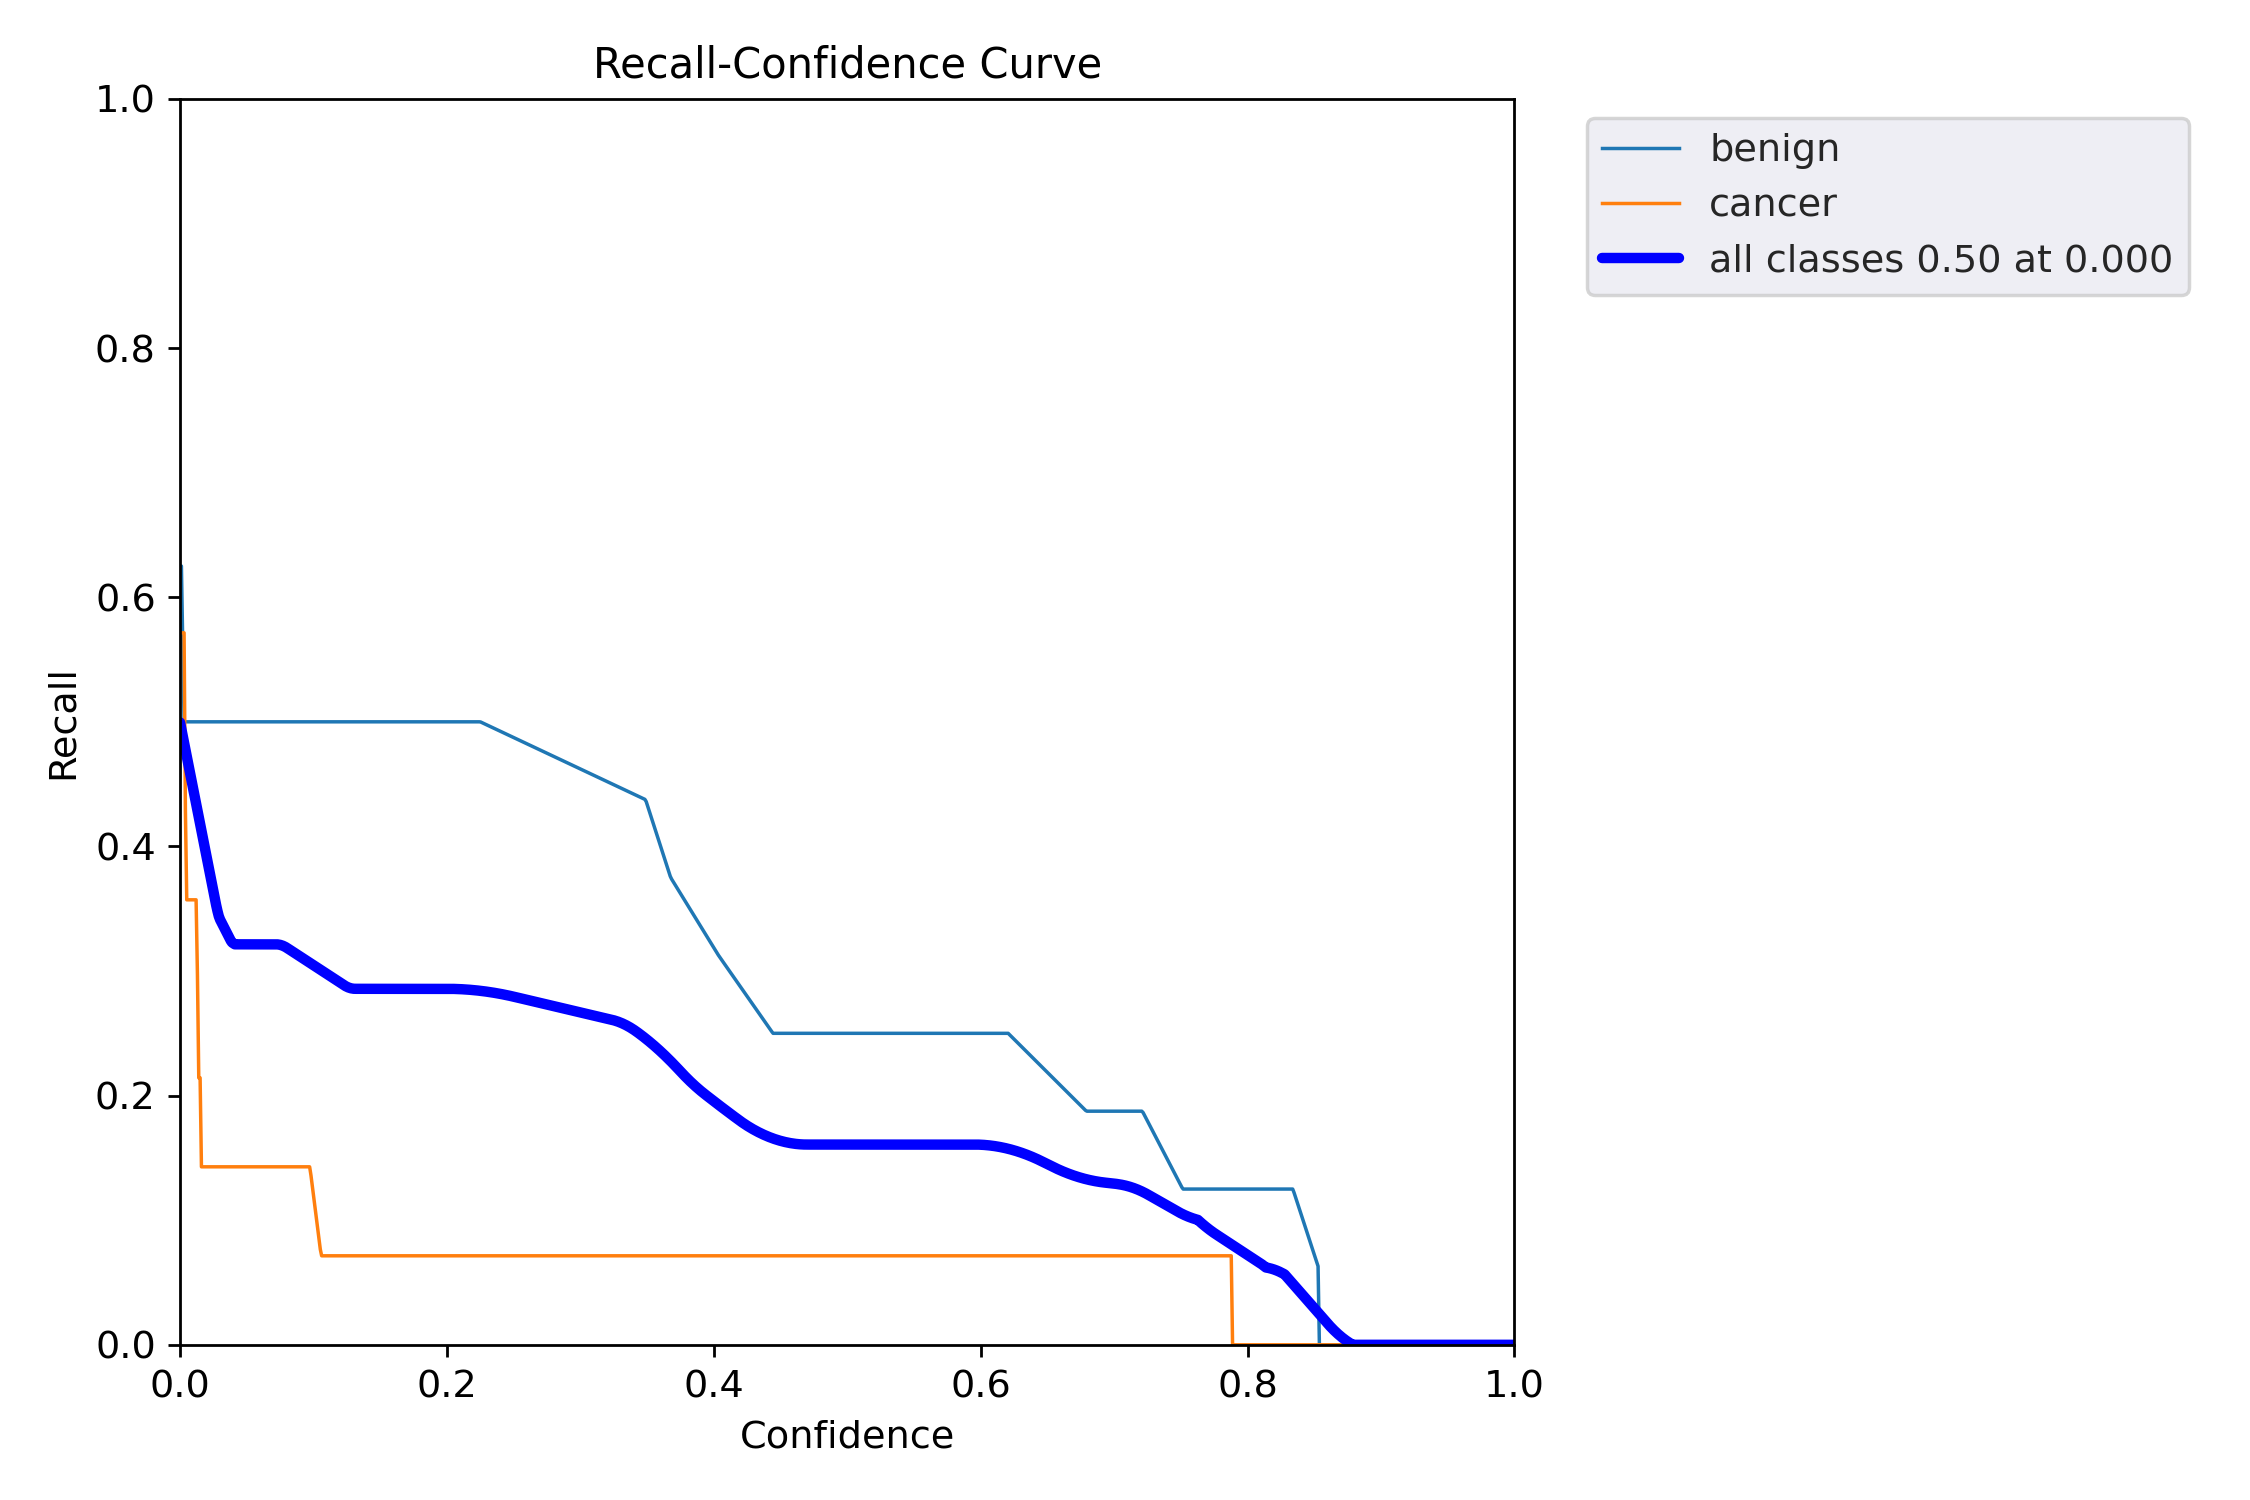 Recall-Confidence Curve
1.0
0.8
0.6
0.4
0.2
0.0
Recall
0.0 0.2 0.4 0.6 0.8 1.0
Confidence
benign
cancer
all classes 0.50 at 0.000